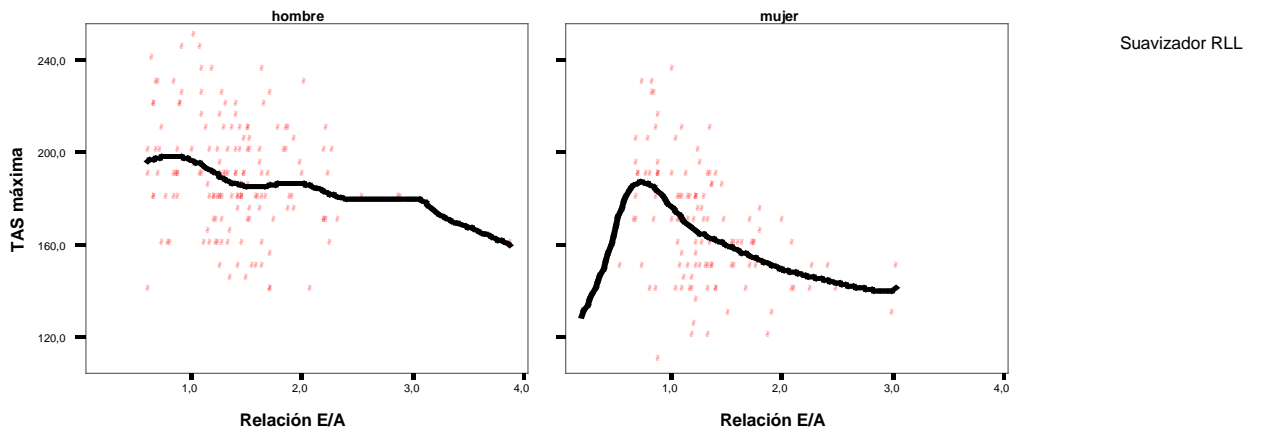 hombre
mujer
Suavizador RLL
TAS máxima
240,0
200,0
160,0
120,0
1,0
2,0
3,0
4,0
1,0
2,0
3,0
4,0
Relación E/A
Relación E/A